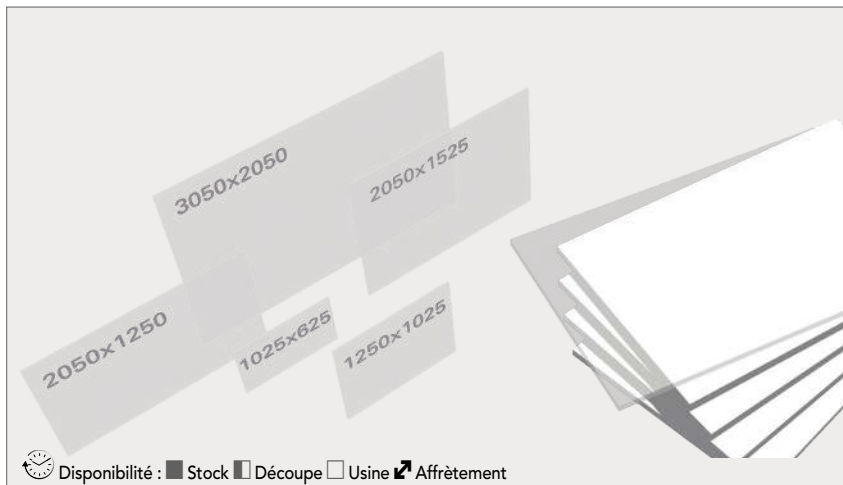 3050x2050
2050x1525
2050x1250
1025x625
1250x1025
Disponibilité : Stock Découpe Usine Affrètement